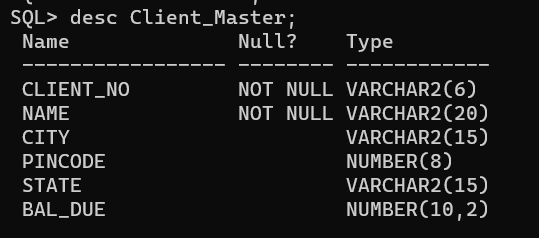 SQL> desc Client_Master;
 Name              Null?    Type
 ----------------- -------- ------------
 CLIENT_NO         NOT NULL VARCHAR2(6)
 NAME              NOT NULL VARCHAR2(20)
 CITY                       VARCHAR2(15)
 PINCODE                    NUMBER(8)
 STATE                      VARCHAR2(15)
 BAL_DUE                    NUMBER(10,2)